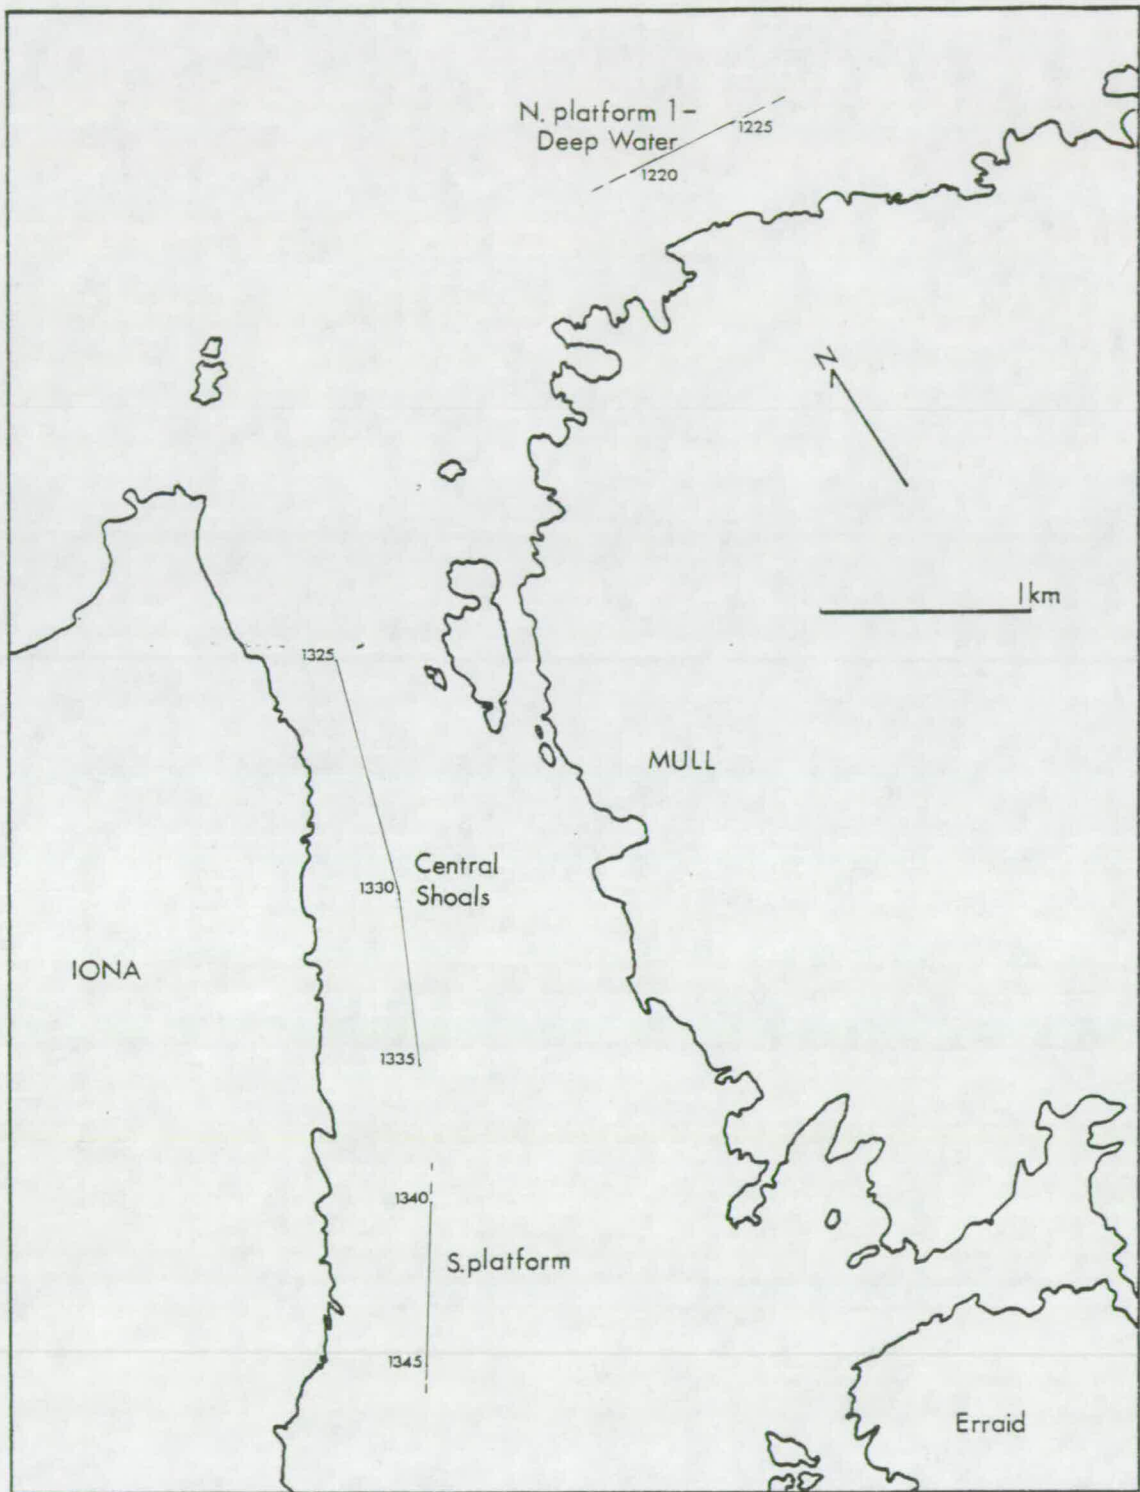 N. platform 1-
Deep Water
1225
1220
N
1km
1325
MULL
Central
Shoals
1330
IONA
1335
1340
S. platform
1345
Erraid